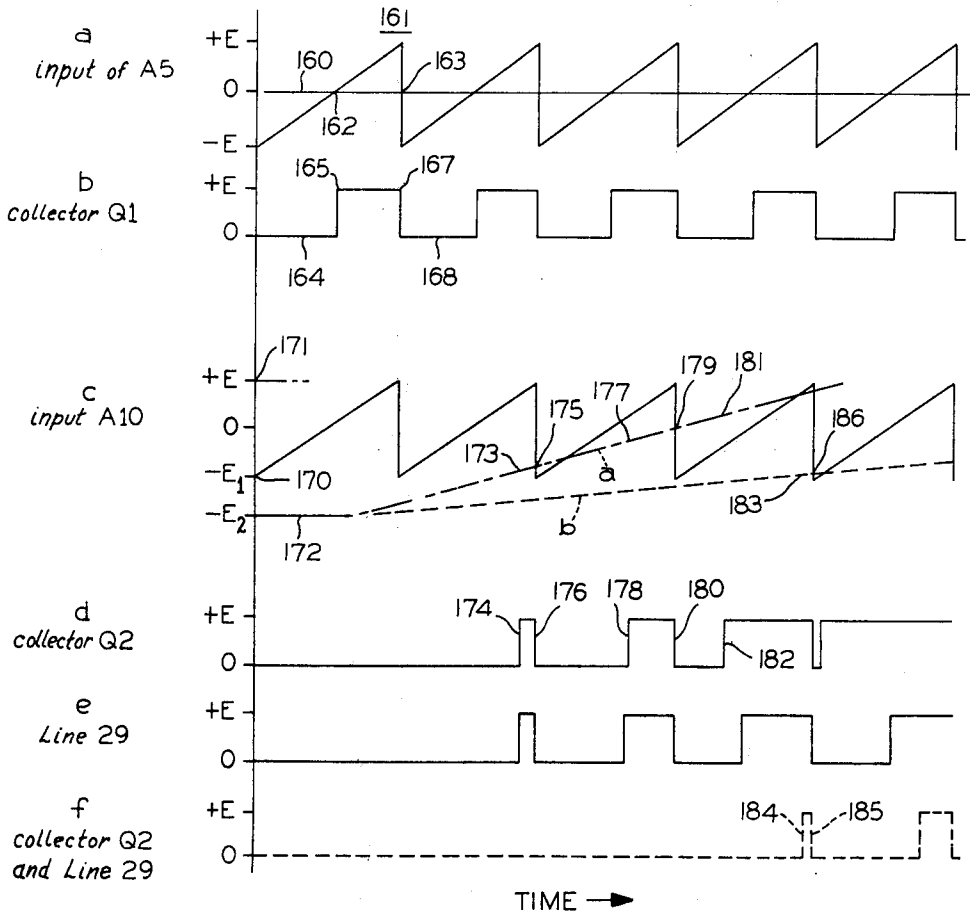 a
input of A5
+E
0
-E
160
161
162
163
b
collector Q1
+E
0
165
167
164
168
c
input A10
+E
0
-E1
-E2
171
170
172
173
175
177
179
181
a
b
183
186
d
collector Q2
+E
0
174
176
178
180
182
e
Line 29
+E
0
f
collector Q2
and Line 29
+E
0
184
185
TIME